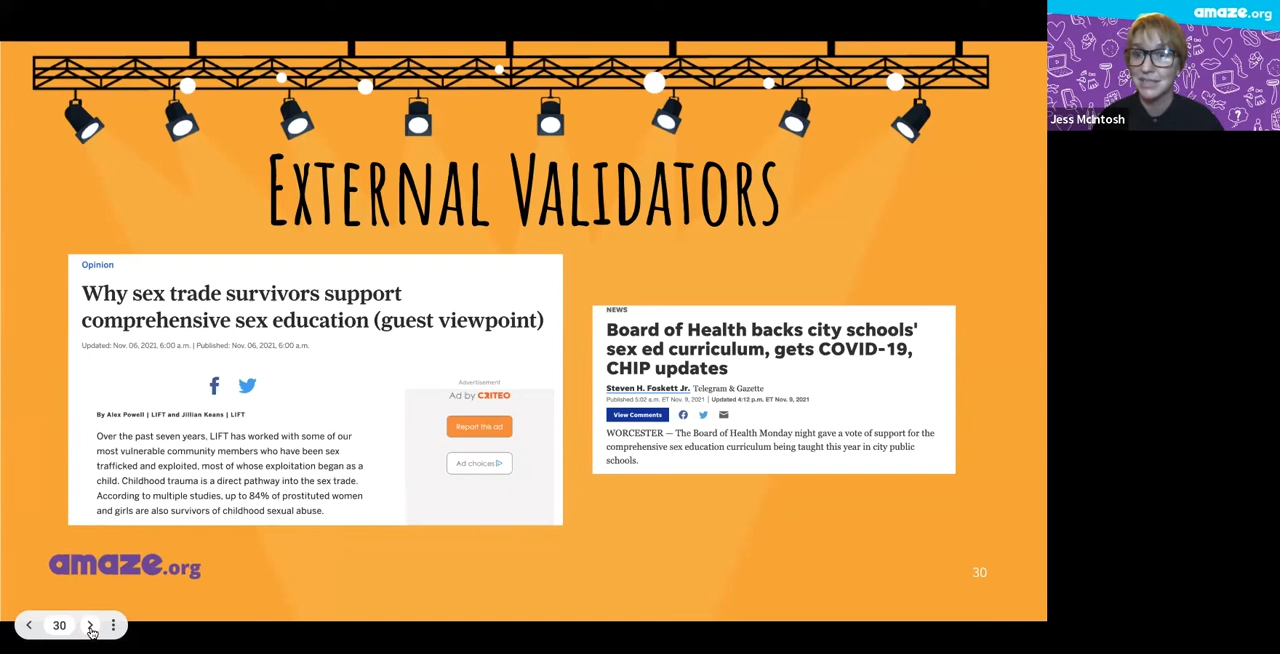 amaze.org
Jess McIntosh
EXTERNAL VALIDATORS
Opinion
Why sex trade survivors support
comprehensive sex education (guest viewpoint)
Updated: Nov. 06, 2021, 6:00 a.m. | Published: Nov. 06, 2021, 6:00 a.m.
Advertisement
Ad by CRITEO
Report this ad
Ad choices
By Alex Powell | LIFT and Jillian Keans | LIFT
Over the past seven years, LIFT has worked with some of our
most vulnerable community members who have been sex
trafficked and exploited, most of whose exploitation began as a
child. Childhood trauma is a direct pathway into the sex trade.
According to multiple studies, up to 84% of prostituted women
and girls are also survivors of childhood sexual abuse.
NEWS
Board of Health backs city schools'
sex ed curriculum, gets COVID-19,
CHIP updates
Steven H. Foskett Jr. Telegram & Gazette
Published 5:02 a.m. ET Nov. 9, 2021 | Updated 4:12 p.m. ET Nov. 9, 2021
View Comments
WORCESTER — The Board of Health Monday night gave a vote of support for the
comprehensive sex education curriculum being taught this year in city public
schools.
amaze.org
30
30